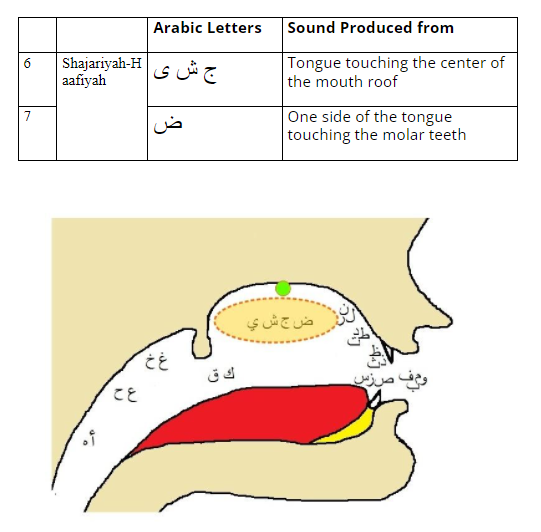 Arabic Letters Sound Produced from
6 Shajariyah-H
aafiyah
ج ش ى
Tongue touching the center of
the mouth roof
7 ض One side of the tongue
touching the molar teeth
ض ج ش ي
ل ن ر
ط د ت
ظ ذ ث
غ خ
ك ق
ص ز س
و م ف ب
ع ح
أ ه